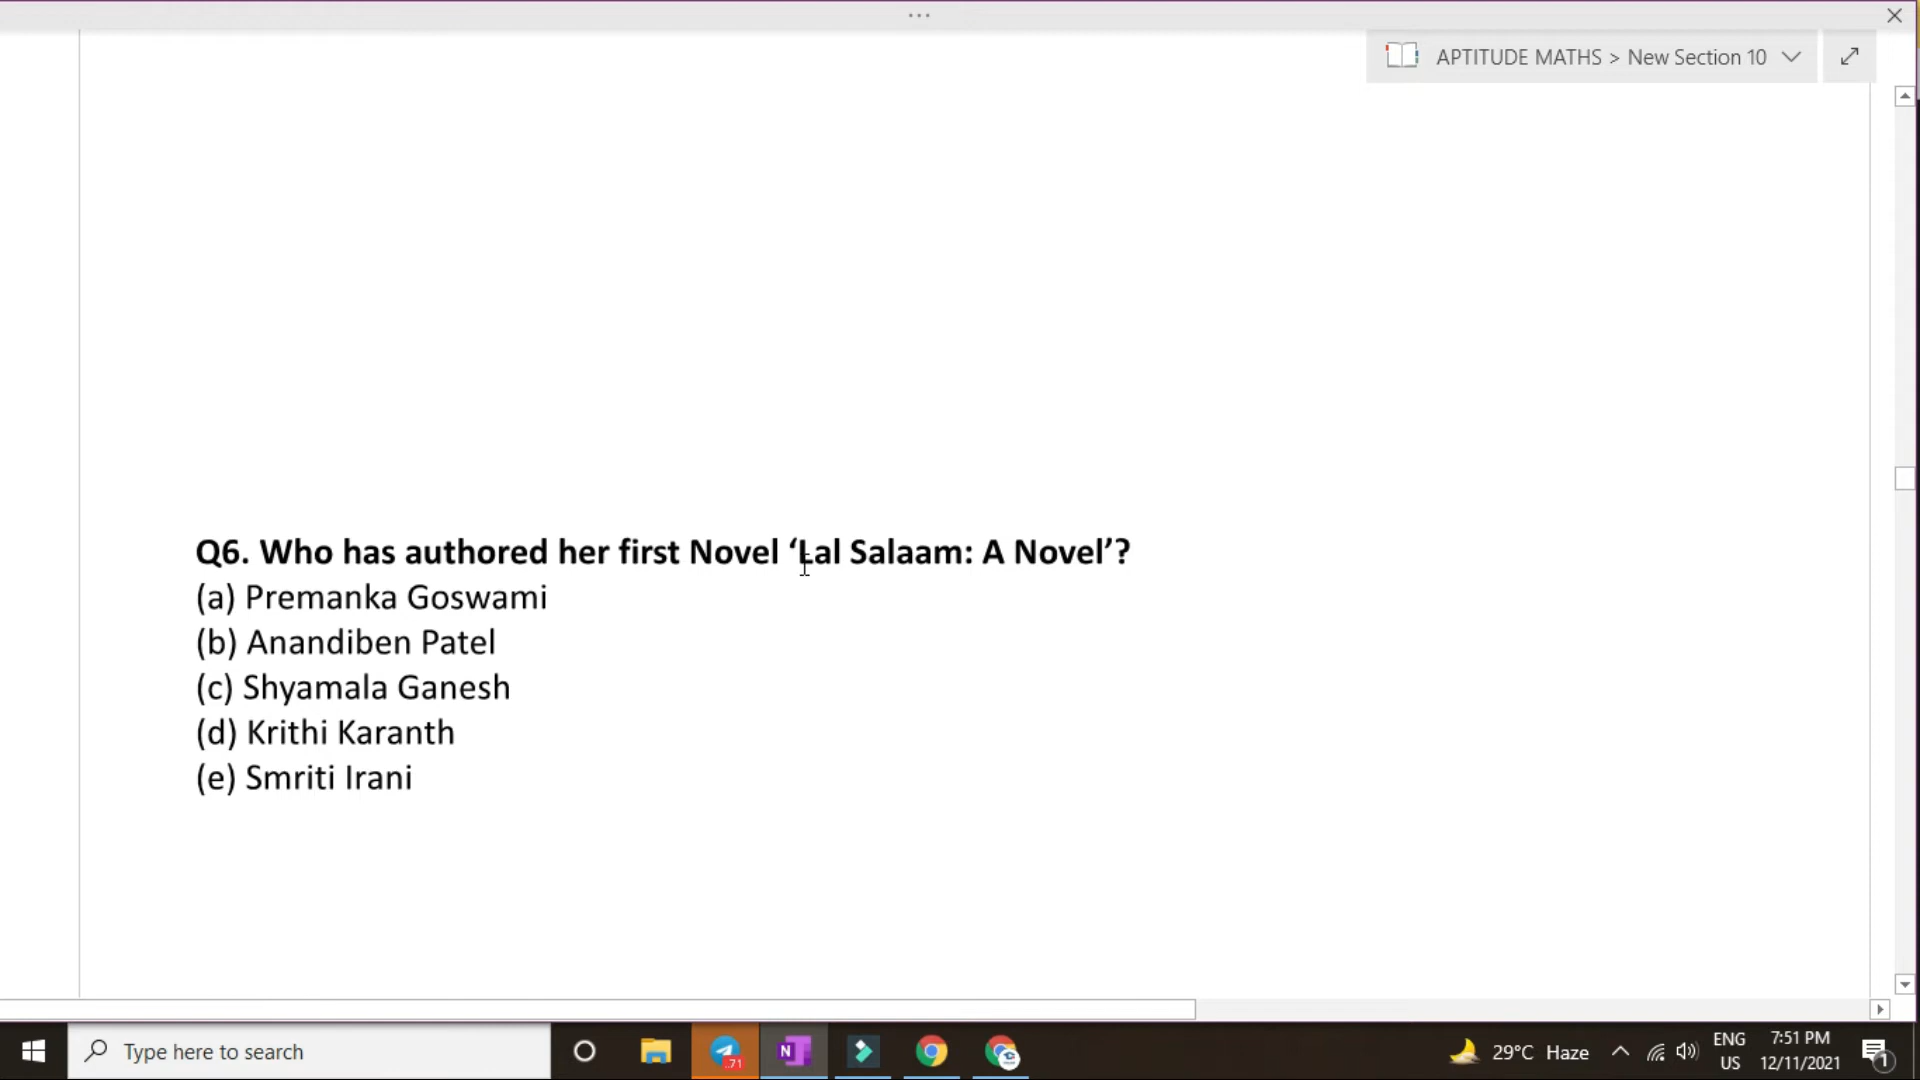 ...
APTITUDE MATHS > New Section 10
Q6. Who has authored her first Novel ‘Lal Salaam: A Novel’?
(a) Premanka Goswami
(b) Anandiben Patel
(c) Shyamala Ganesh
(d) Krithi Karanth
(e) Smriti Irani
Type here to search
..71
N
29°C Haze
ENG
US
7:51 PM
12/11/2021
1